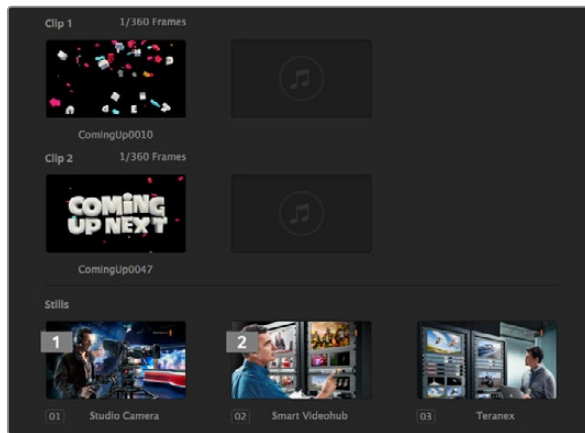 Clip 1 1/360 Frames
ComingUp0010
Clip 2 1/360 Frames
COMING
UP NEXT
ComingUp0047
Stills
1 2
01 Studio Camera 02 Smart Videohub 03 Teranex